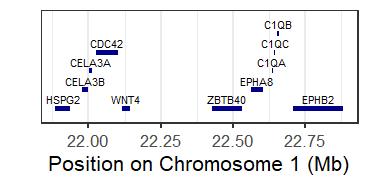 C1QB
CDC42 C1QC
CELA3A C1QA
CELA3B EPHA8
HSPG2 WNT4 ZBTB40 EPHB2
22.00 22.25 22.50 22.75
Position on Chromosome 1 (Mb)